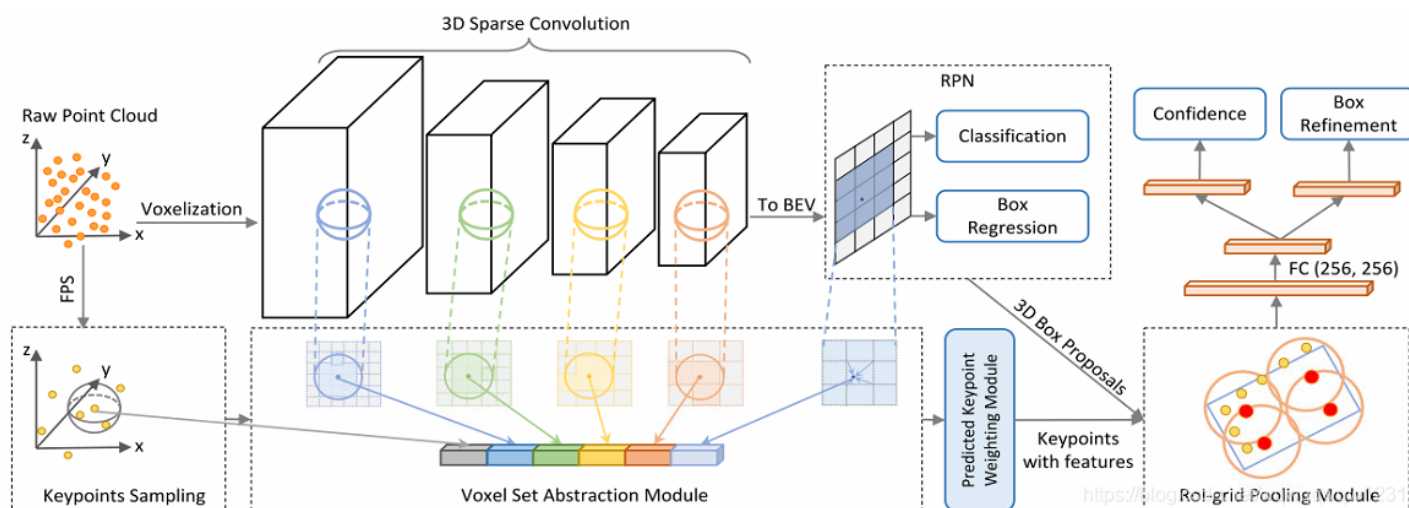 3D Sparse Convolution
Raw Point Cloud
z
y
x
Voxelization
To BEV
RPN
Classification
Box
Regression
Confidence
Box
Refinement
FC (256, 256)
FPS
3D Box Proposals
z
y
x
Keypoints Sampling
Voxel Set Abstraction Module
Predicted Keypoint
Weighting Module
Keypoints
with features
RoI-grid Pooling Module